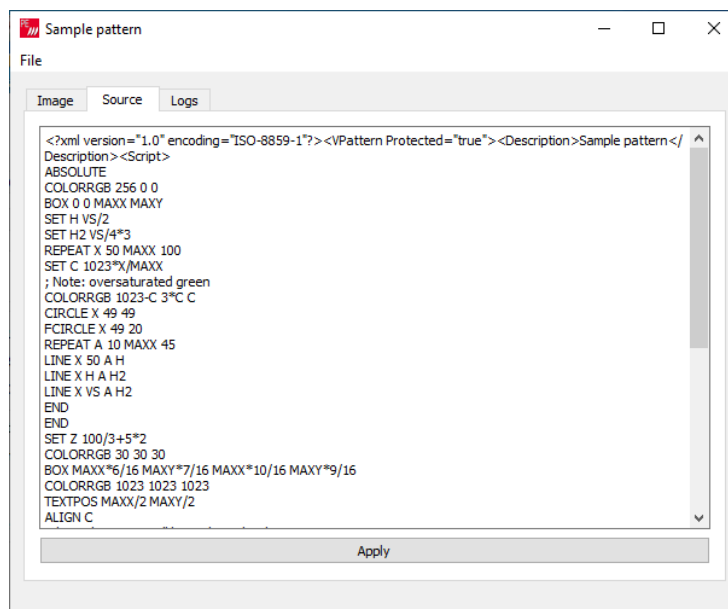 Sample pattern
File
Image Source Logs
<?xml version="1.0" encoding="ISO-8859-1"?><VPattern Protected="true"><Description>Sample pattern</
Description><Script>
ABSOLUTE
COLORRGB 256 0 0
BOX 0 0 MAXX MAXY
SET H VS/2
SET H2 VS/4*3
REPEAT X 50 MAXX 100
SET C 1023*X/MAXX
; Note: oversaturated green
COLORRGB 1023-C 3*C C
CIRCLE X 49 49
FCIRCLE X 49 20
REPEAT A 10 MAXX 45
LINE X 50 A H
LINE X H A H2
LINE X VS A H2
END
END
SET Z 100/3+5*2
COLORRGB 30 30 30
BOX MAXX*6/16 MAXY*7/16 MAXX*10/16 MAXY*9/16
COLORRGB 1023 1023 1023
TEXTPOS MAXX/2 MAXY/2
ALIGN C
Apply